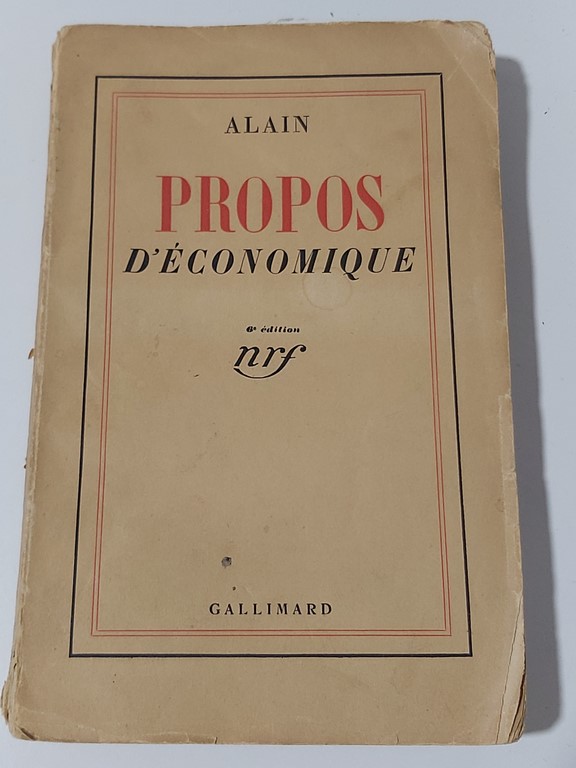 ALAIN
PROPOS
D'ÉCONOMIQUE
6e édition
nrf
GALLIMARD